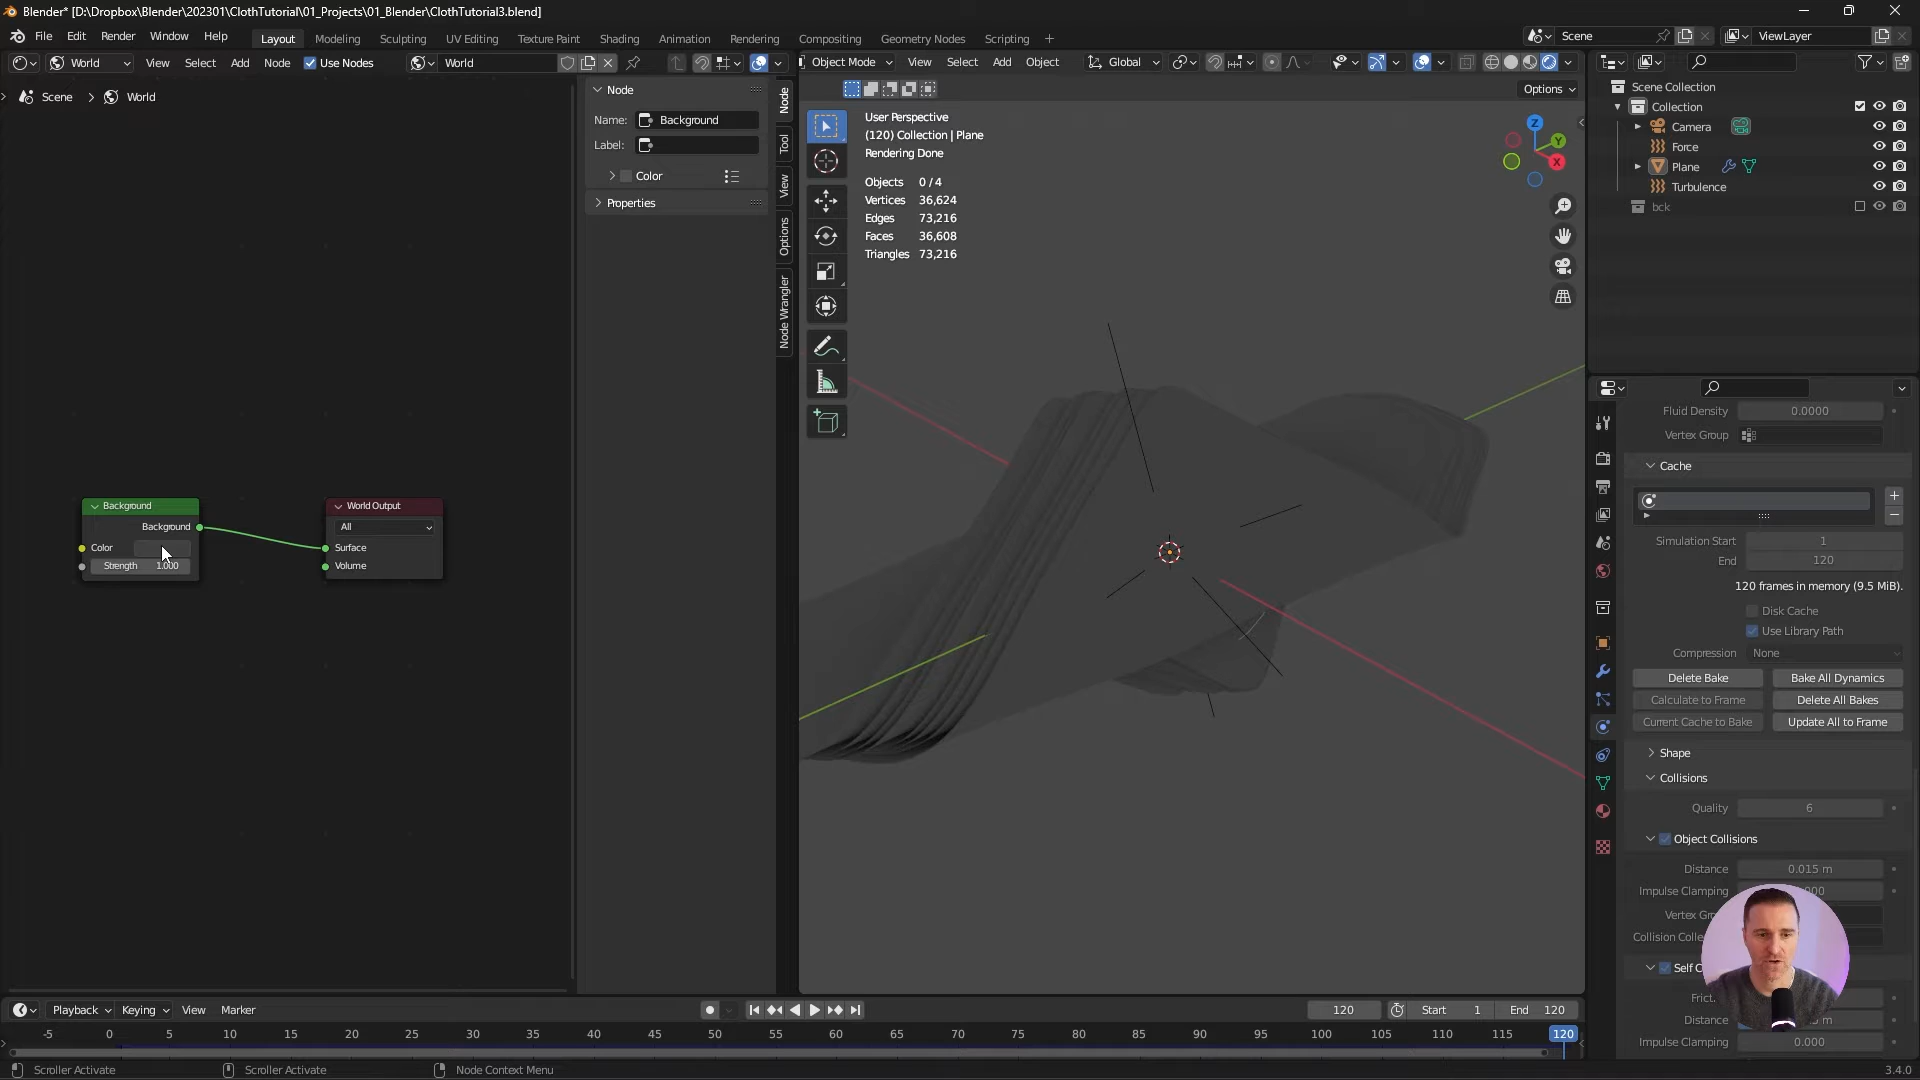 Blender* [D:\Dropbox\Blender\202301\ClothTutorial\01_Projects\01_Blender\ClothTutorial3.blend]
File Edit Render Window Help Layout Modeling Sculpting UV Editing Texture Paint Shading Animation Rendering Compositing Geometry Nodes Scripting + Scene ViewLayer
World View Select Add Node Use Nodes World
Object Mode View Select Add Object Global
Scene > World
Options
Node
Name: Background
Label:
Color
Properties
Node
Tool
View
Options
Node Wrangler
User Perspective
(120) Collection | Plane
Rendering Done
Objects 0 / 4
Vertices 36,624
Edges 73,216
Faces 36,608
Triangles 73,216
Z
Y
X
Scene Collection
Collection
Camera
Force
Plane
Turbulence
bck
Background
Background
Color
Strength 1.000
World Output
All
Surface
Volume
Fluid Density 0.0000
Vertex Group
Cache
Simulation Start 1
End 120
120 frames in memory (9.5 MiB).
Disk Cache
Use Library Path
Compression None
Delete Bake Bake All Dynamics
Calculate to Frame Delete All Bakes
Current Cache to Bake Update All to Frame
Shape
Collisions
Quality 6
Object Collisions
Distance 0.015 m
Impulse Clamping
Vertex
Collision
Self
Distance
Impulse Clamping 0.000
Playback Keying View Marker 120 Start 1 End 120
-5 0 5 10 15 20 25 30 35 40 45 50 55 60 65 70 75 80 85 90 95 100 105 110 115 120
Scroller Activate Scroller Activate Node Context Menu 3.4.0